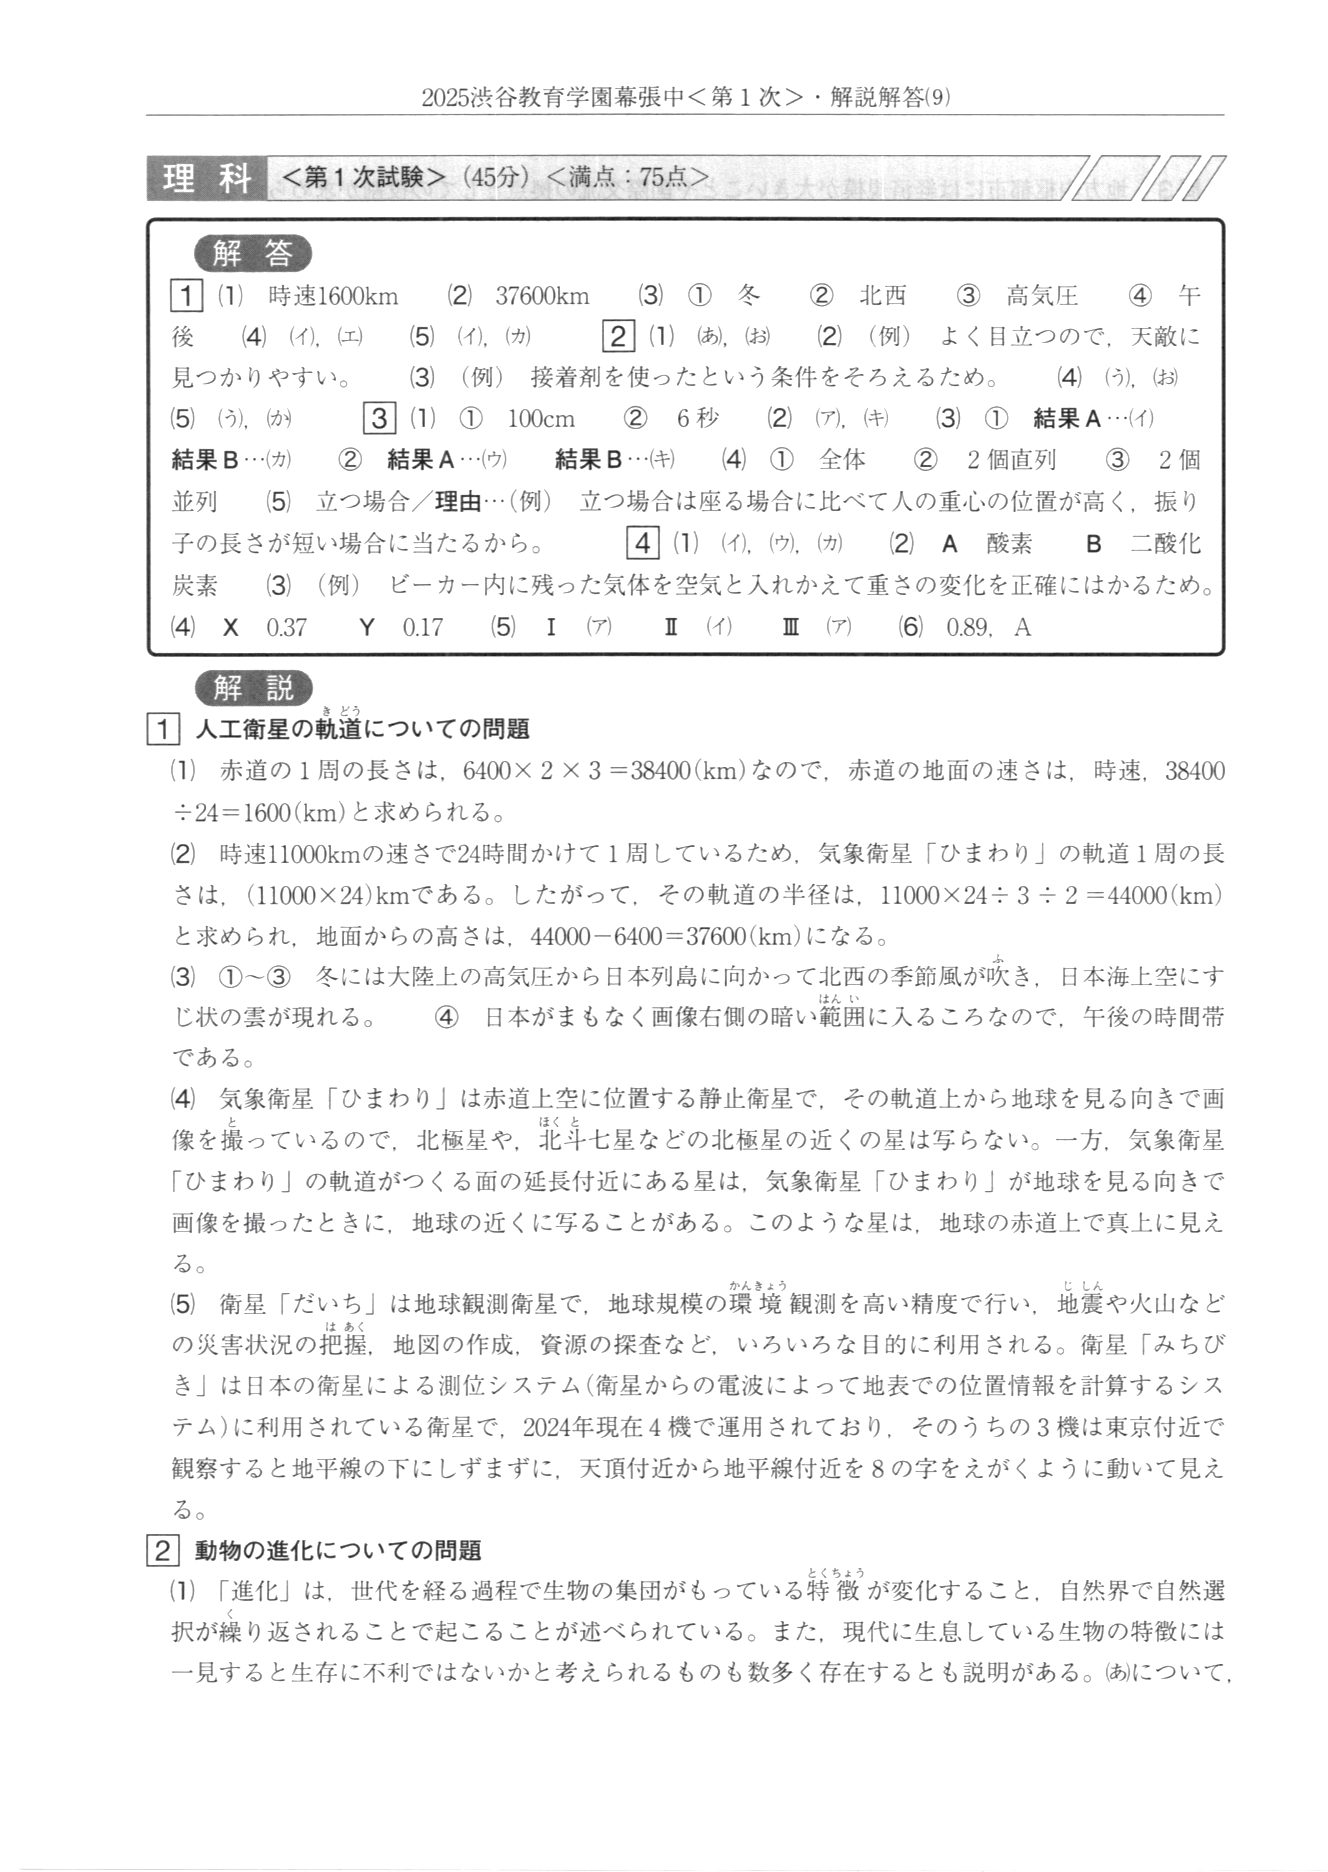 2025渋谷教育学園幕張中＜第１次＞・解説解答(9)
理科 ＜第１次試験＞（45分）＜満点：75点＞
解答
1 (1) 時速1600km (2) 37600km (3) ① 冬 ② 北西 ③ 高気圧 ④ 午
後 (4) (イ), (エ) (5) (イ), (カ) 2 (1) (あ), (お) (2) （例） よく目立つので，天敵に
見つかりやすい。 (3) （例） 接着剤を使ったという条件をそろえるため。 (4) (う), (お)
(5) (う), (か) 3 (1) ① 100cm ② ６秒 (2) (ア), (キ) (3) ① 結果Ａ…(イ)
結果Ｂ…(カ) ② 結果Ａ…(ウ) 結果Ｂ…(キ) (4) ① 全体 ② ２個直列 ③ ２個
並列 (5) 立つ場合／理由…（例） 立つ場合は座る場合に比べて人の重心の位置が高く，振り
子の長さが短い場合に当たるから。 4 (1) (イ), (ウ), (カ) (2) A 酸素 B 二酸化
炭素 (3) （例） ビーカー内に残った気体を空気と入れかえて重さの変化を正確にはかるため。
(4) X 0.37 Y 0.17 (5) Ⅰ (ア) Ⅱ (イ) Ⅲ (ア) (6) 0.89, A
解説
1 人工衛星の軌道についての問題
(1) 赤道の１周の長さは，6400×２×３＝38400(km)なので，赤道の地面の速さは，時速，38400
÷24＝1600(km)と求められる。
(2) 時速11000kmの速さで24時間かけて１周しているため，気象衛星「ひまわり」の軌道１周の長
さは，(11000×24)kmである。したがって，その軌道の半径は，11000×24÷３÷２＝44000(km)
と求められ，地面からの高さは，44000－6400＝37600(km)になる。
(3) ①～③ 冬には大陸上の高気圧から日本列島に向かって北西の季節風が吹き，日本海上空にす
じ状の雲が現れる。 ④ 日本がまもなく画像右側の暗い範囲に入るころなので，午後の時間帯
である。
(4) 気象衛星「ひまわり」は赤道上空に位置する静止衛星で，その軌道上から地球を見る向きで画
像を撮っているので，北極星や，北斗七星などの北極星の近くの星は写らない。一方，気象衛星
「ひまわり」の軌道がつくる面の延長付近にある星は，気象衛星「ひまわり」が地球を見る向きで
画像を撮ったときに，地球の近くに写ることがある。このような星は，地球の赤道上で真上に見え
る。
(5) 衛星「だいち」は地球観測衛星で，地球規模の環境観測を高い精度で行い，地震や火山など
の災害状況の把握，地図の作成，資源の探査など，いろいろな目的に利用される。衛星「みちび
き」は日本の衛星による測位システム(衛星からの電波によって地表での位置情報を計算するシス
テム)に利用されている衛星で，2024年現在４機で運用されており，そのうちの３機は東京付近で
観察すると地平線の下にしずまずに，天頂付近から地平線付近を８の字をえがくように動いて見え
る。
2 動物の進化についての問題
(1) 「進化」は，世代を経る過程で生物の集団がもっている特徴が変化すること，自然界で自然選
択が繰り返されることで起こることが述べられている。また，現代に生息している生物の特徴には
一見すると生存に不利ではないかと考えられるものも数多く存在するとも説明がある。(あ)について，